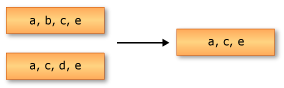 a, b, c, e
a, c, d, e
a, c, e